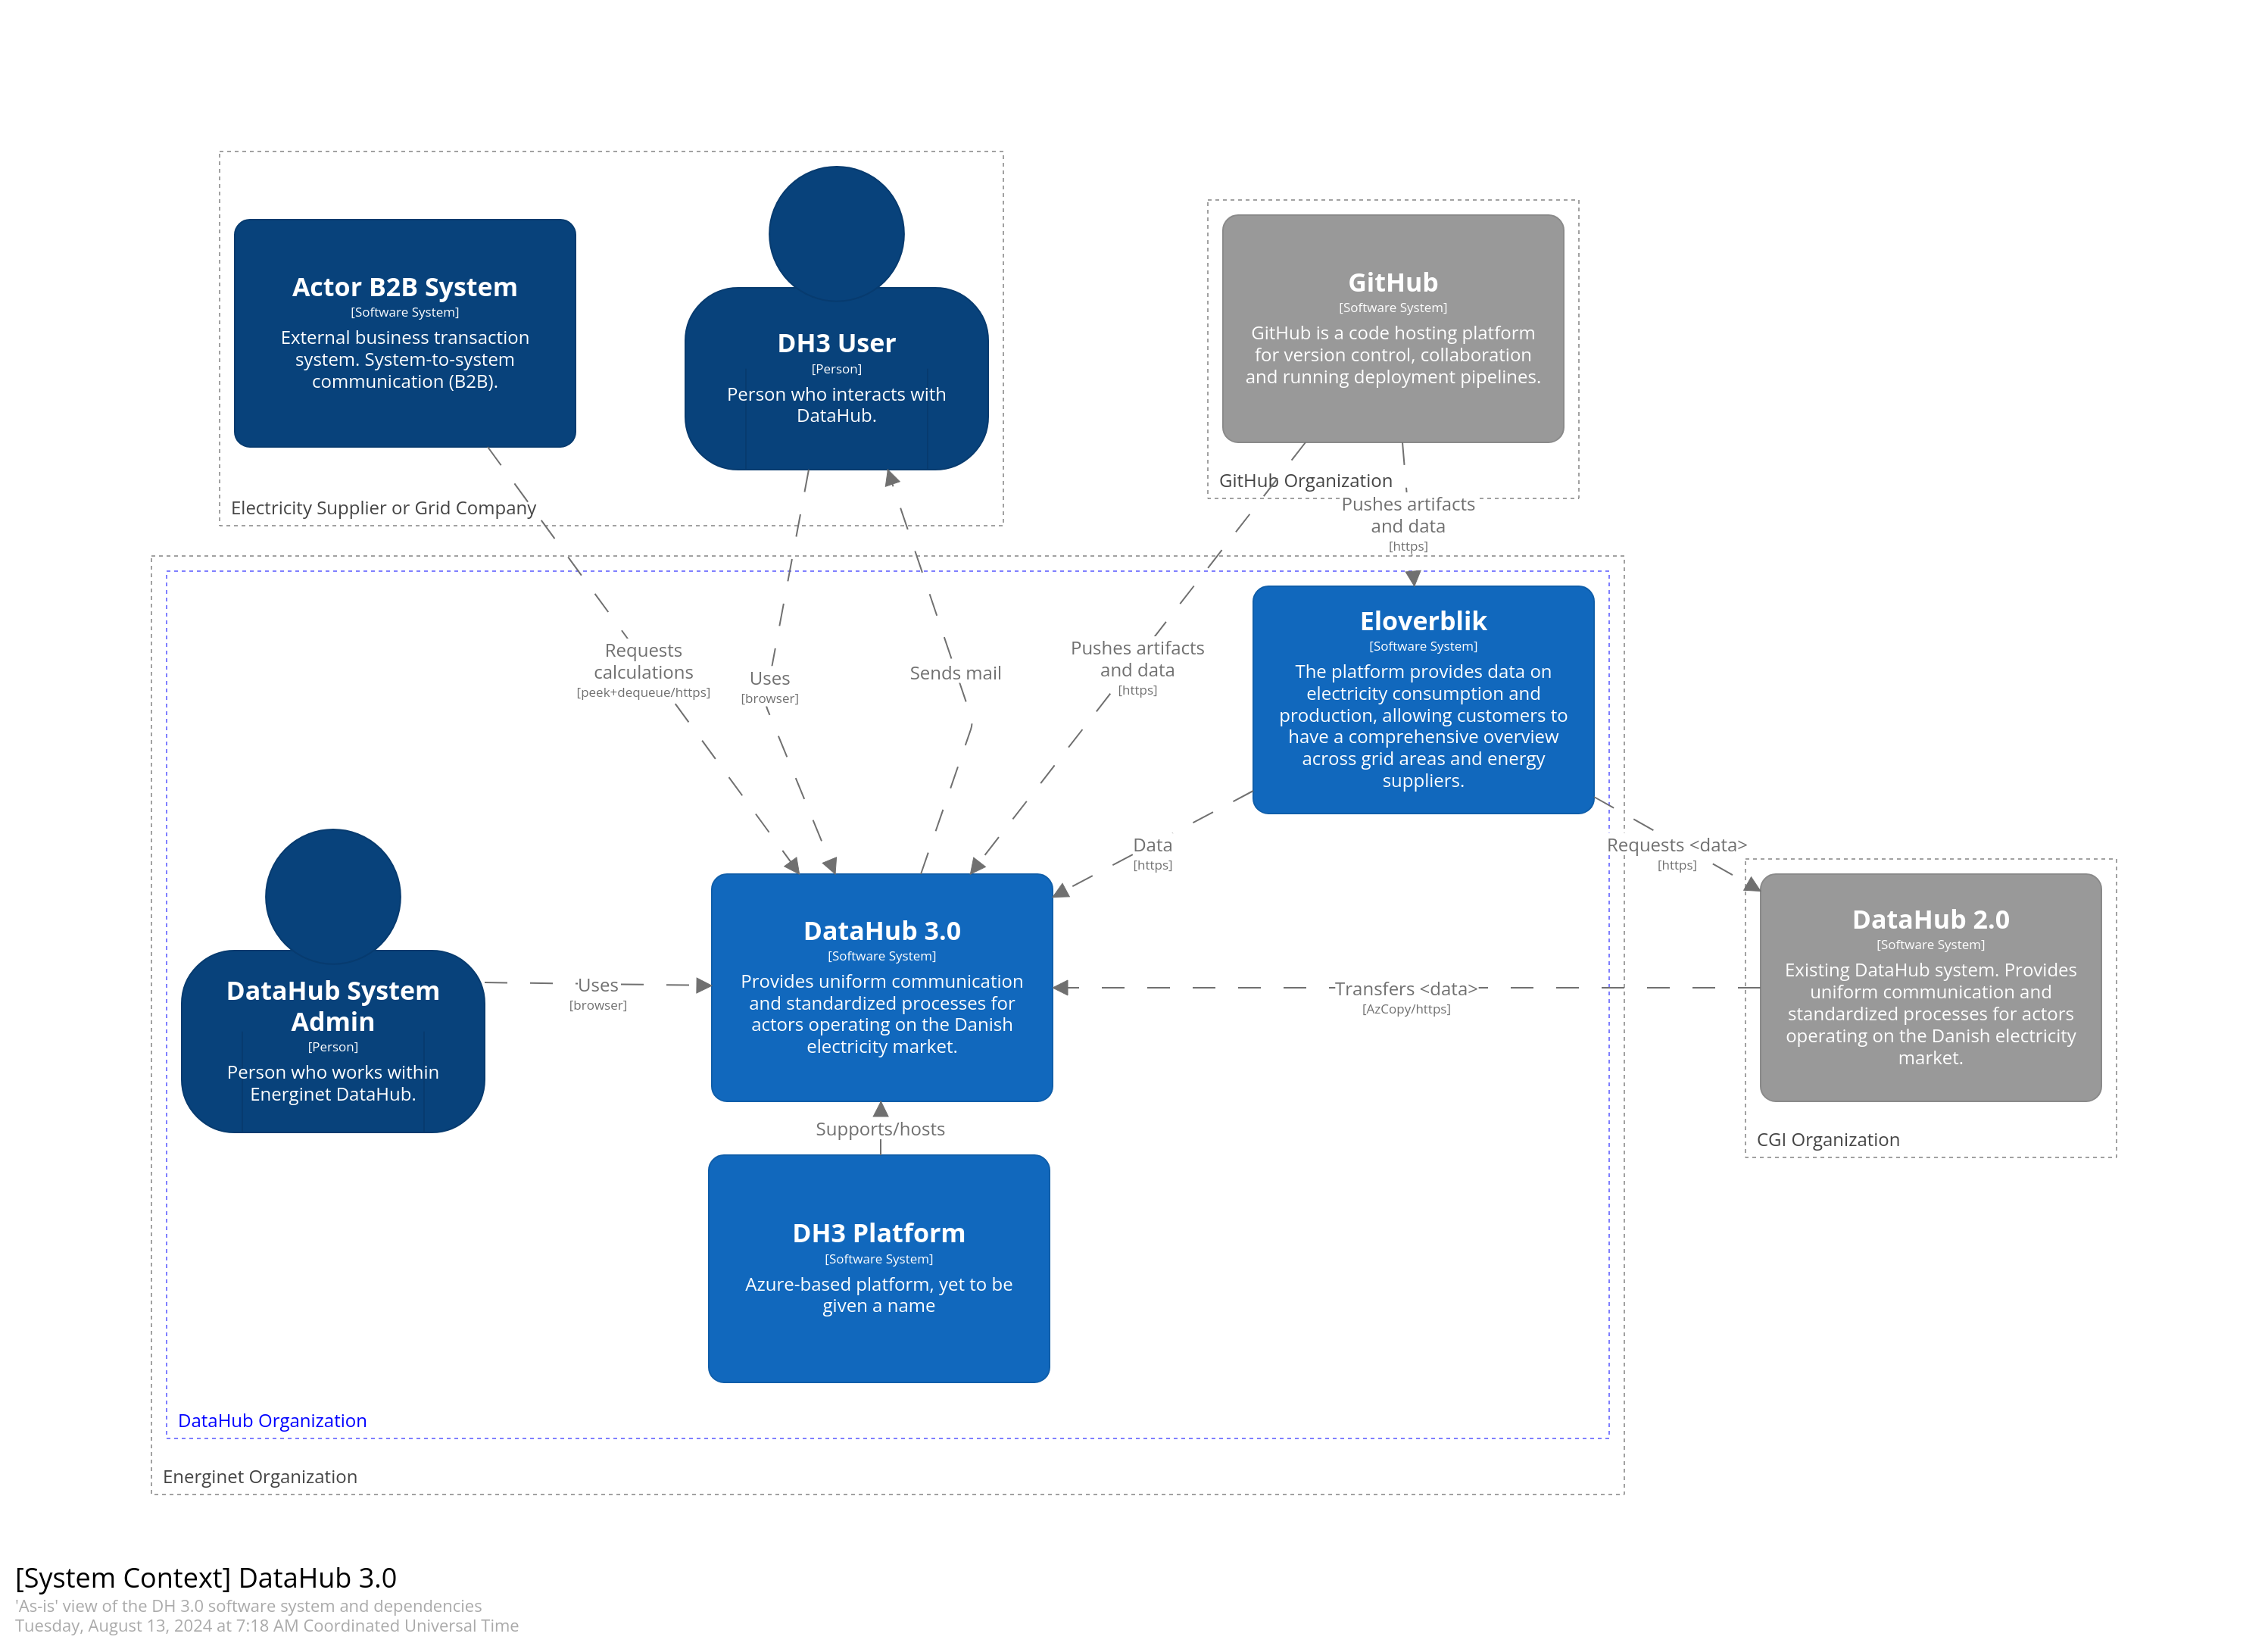 Actor B2B System
[Software System]
External business transaction
system. System-to-system
communication (B2B).
DH3 User
[Person]
Person who interacts with
DataHub.
Electricity Supplier or Grid Company
GitHub
[Software System]
GitHub is a code hosting platform
for version control, collaboration
and running deployment pipelines.
GitHub Organization
Pushes artifacts
and data
[https]
Requests
calculations
[peek+dequeue/https]
Uses
[browser]
Sends mail
Pushes artifacts
and data
[https]
Eloverblik
[Software System]
The platform provides data on
electricity consumption and
production, allowing customers to
have a comprehensive overview
across grid areas and energy
suppliers.
Data
[https]
Requests <data>
[https]
DataHub System
Admin
[Person]
Person who works within
Energinet DataHub.
Uses
[browser]
DataHub 3.0
[Software System]
Provides uniform communication
and standardized processes for
actors operating on the Danish
electricity market.
Transfers <data>
[AzCopy/https]
DataHub 2.0
[Software System]
Existing DataHub system. Provides
uniform communication and
standardized processes for actors
operating on the Danish electricity
market.
CGI Organization
Supports/hosts
DH3 Platform
[Software System]
Azure-based platform, yet to be
given a name
DataHub Organization
Energinet Organization
[System Context] DataHub 3.0
'As-is' view of the DH 3.0 software system and dependencies
Tuesday, August 13, 2024 at 7:18 AM Coordinated Universal Time